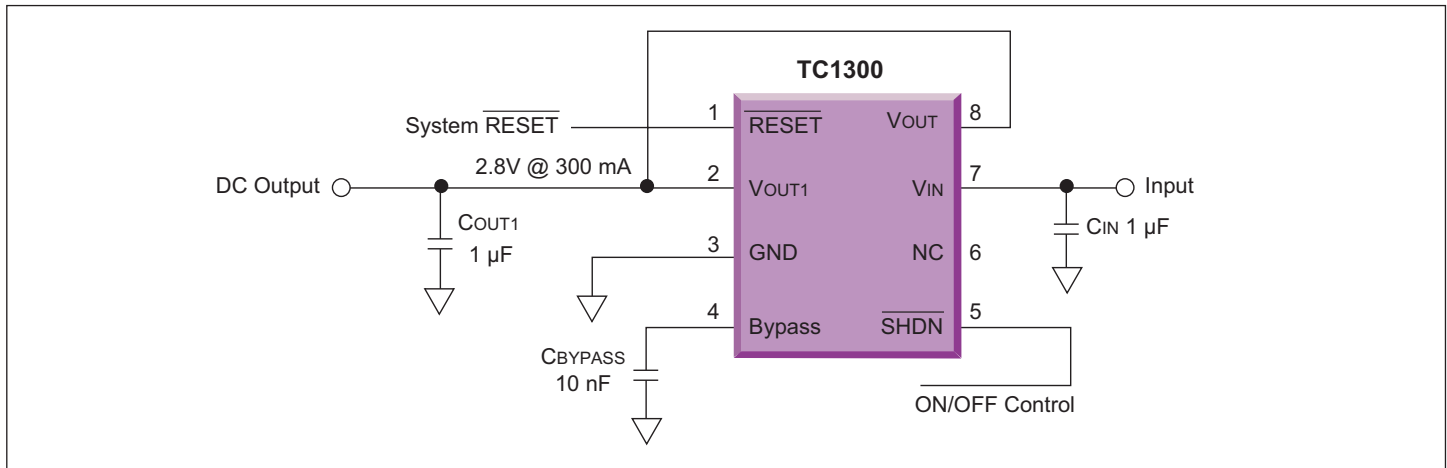 TC1300
System RESET
1
RESET
VOUT
8
2.8V @ 300 mA
DC Output
2
VOUT1
VIN
7
Input
COUT1
1 µF
CIN 1 µF
3
GND
NC
6
4
Bypass
SHDN
5
CBYPASS
10 nF
ON/OFF Control